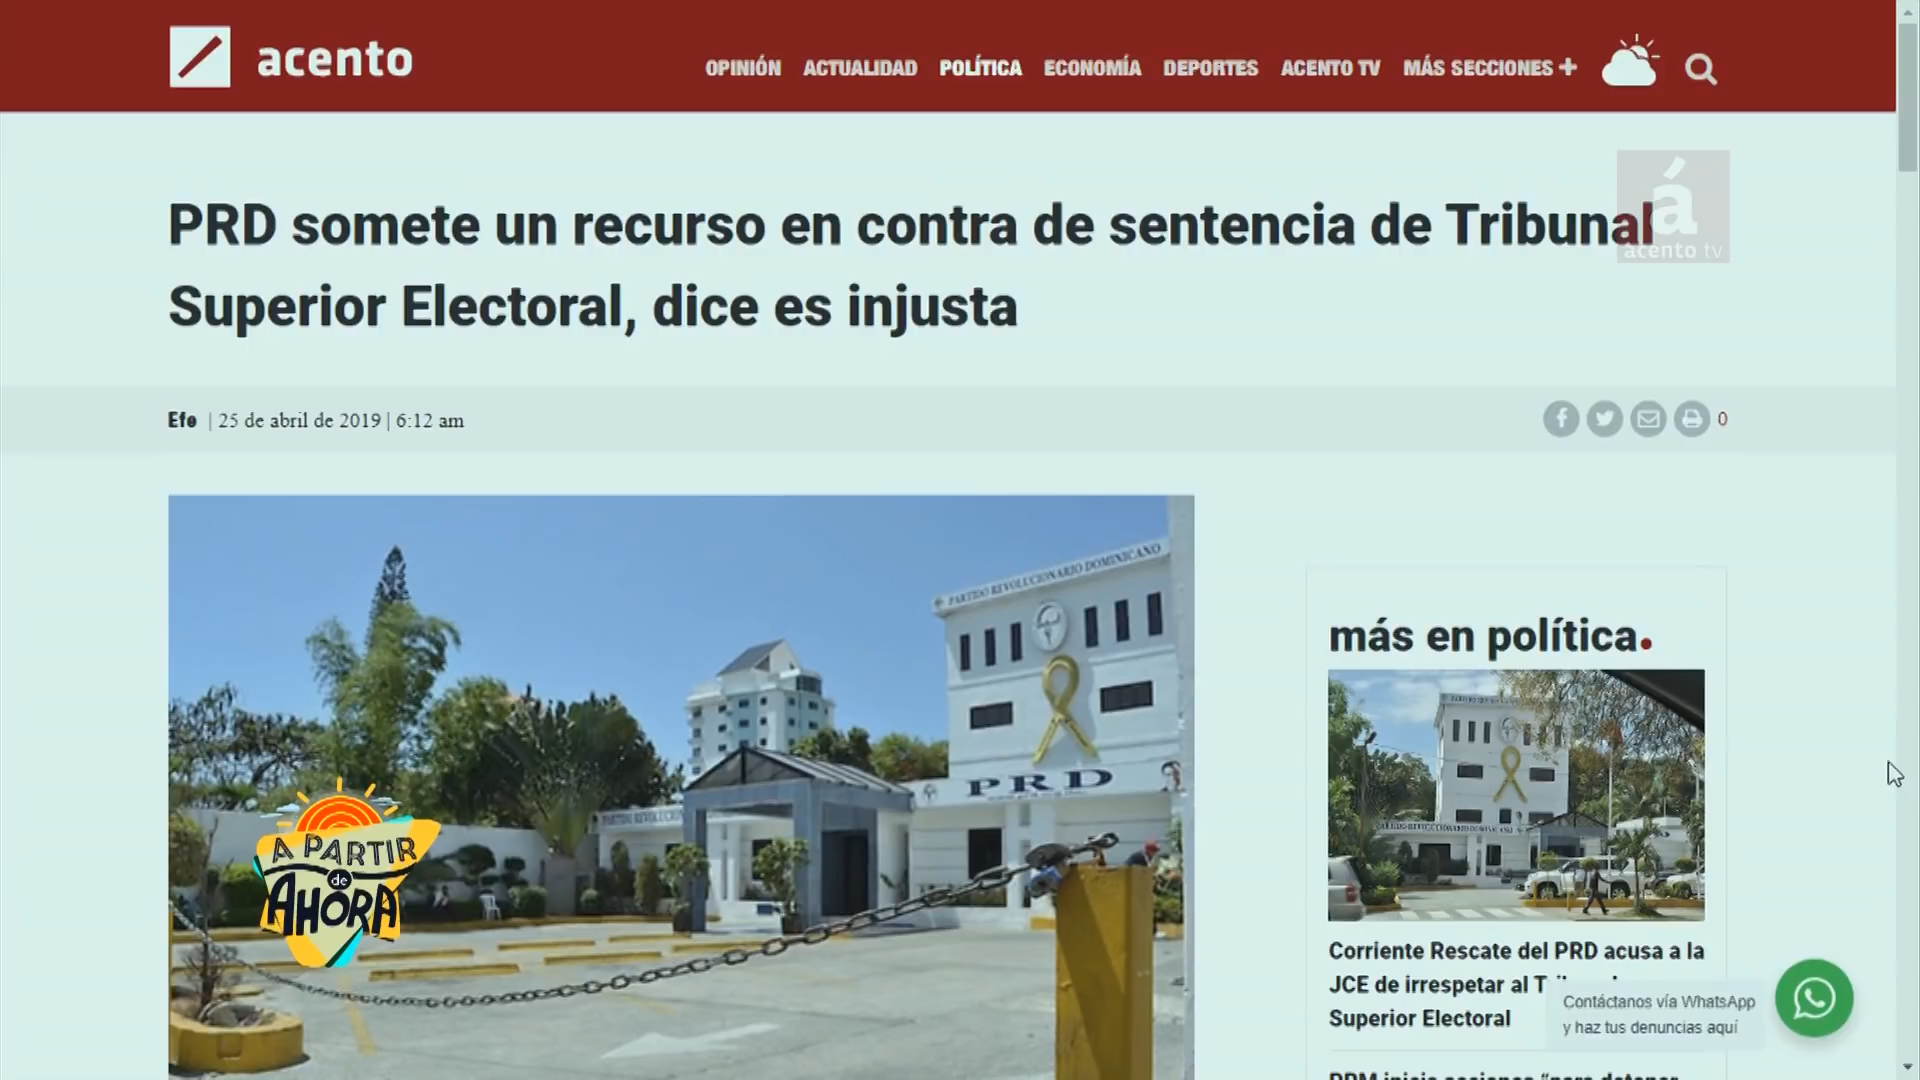 acento
OPINIÓN ACTUALIDAD POLÍTICA ECONOMÍA DEPORTES ACENTO TV MÁS SECCIONES +
á
acento tv
PRD somete un recurso en contra de sentencia de Tribunal
Superior Electoral, dice es injusta
Efe | 25 de abril de 2019 | 6:12 am
0
PARTIDO REVOLUCIONARIO DOMINICANO
PRD
A PARTIR
de
AHORA
más en política.
PARTIDO REVOLUCIONARIO DOMINICANO
Corriente Rescate del PRD acusa a la
JCE de irrespetar al
Superior Electoral
Contáctanos vía WhatsApp
y haz tus denuncias aquí